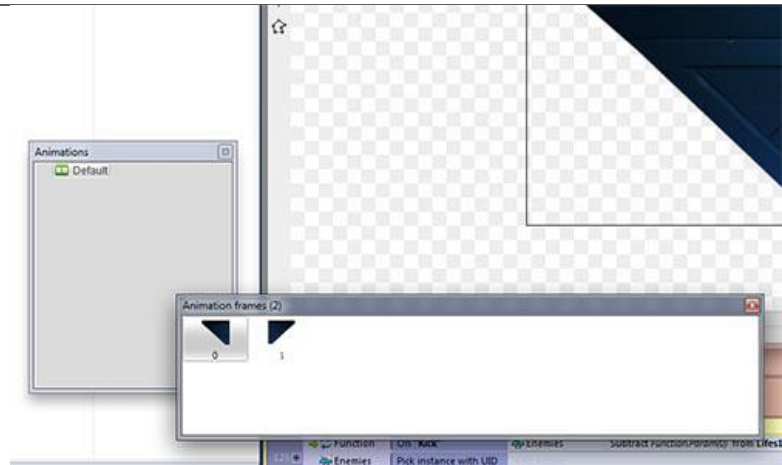 Animations
Default
Animation frames (2)
0
1
Function
On "Kick"
Enemies
Subtract Function.Param(0) from Lifes1
Enemies
Pick instance with UID